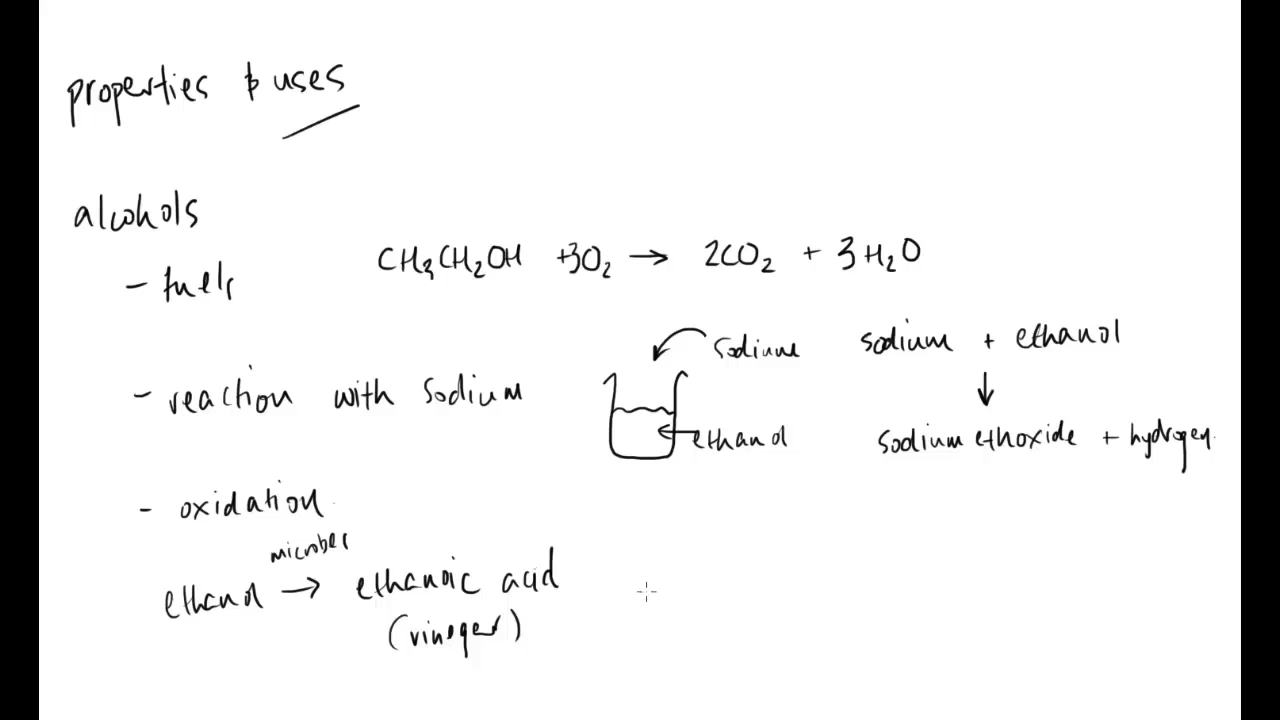 properties & uses
alcohols
- fuels
CH3CH2OH +3O2 → 2CO2 + 3H2O
- reaction with sodium
sodium
ethanol
sodium + ethanol
↓
sodium ethoxide + hydrogen
- oxidation
microbes
ethanol → ethanoic acid
(vinegar)